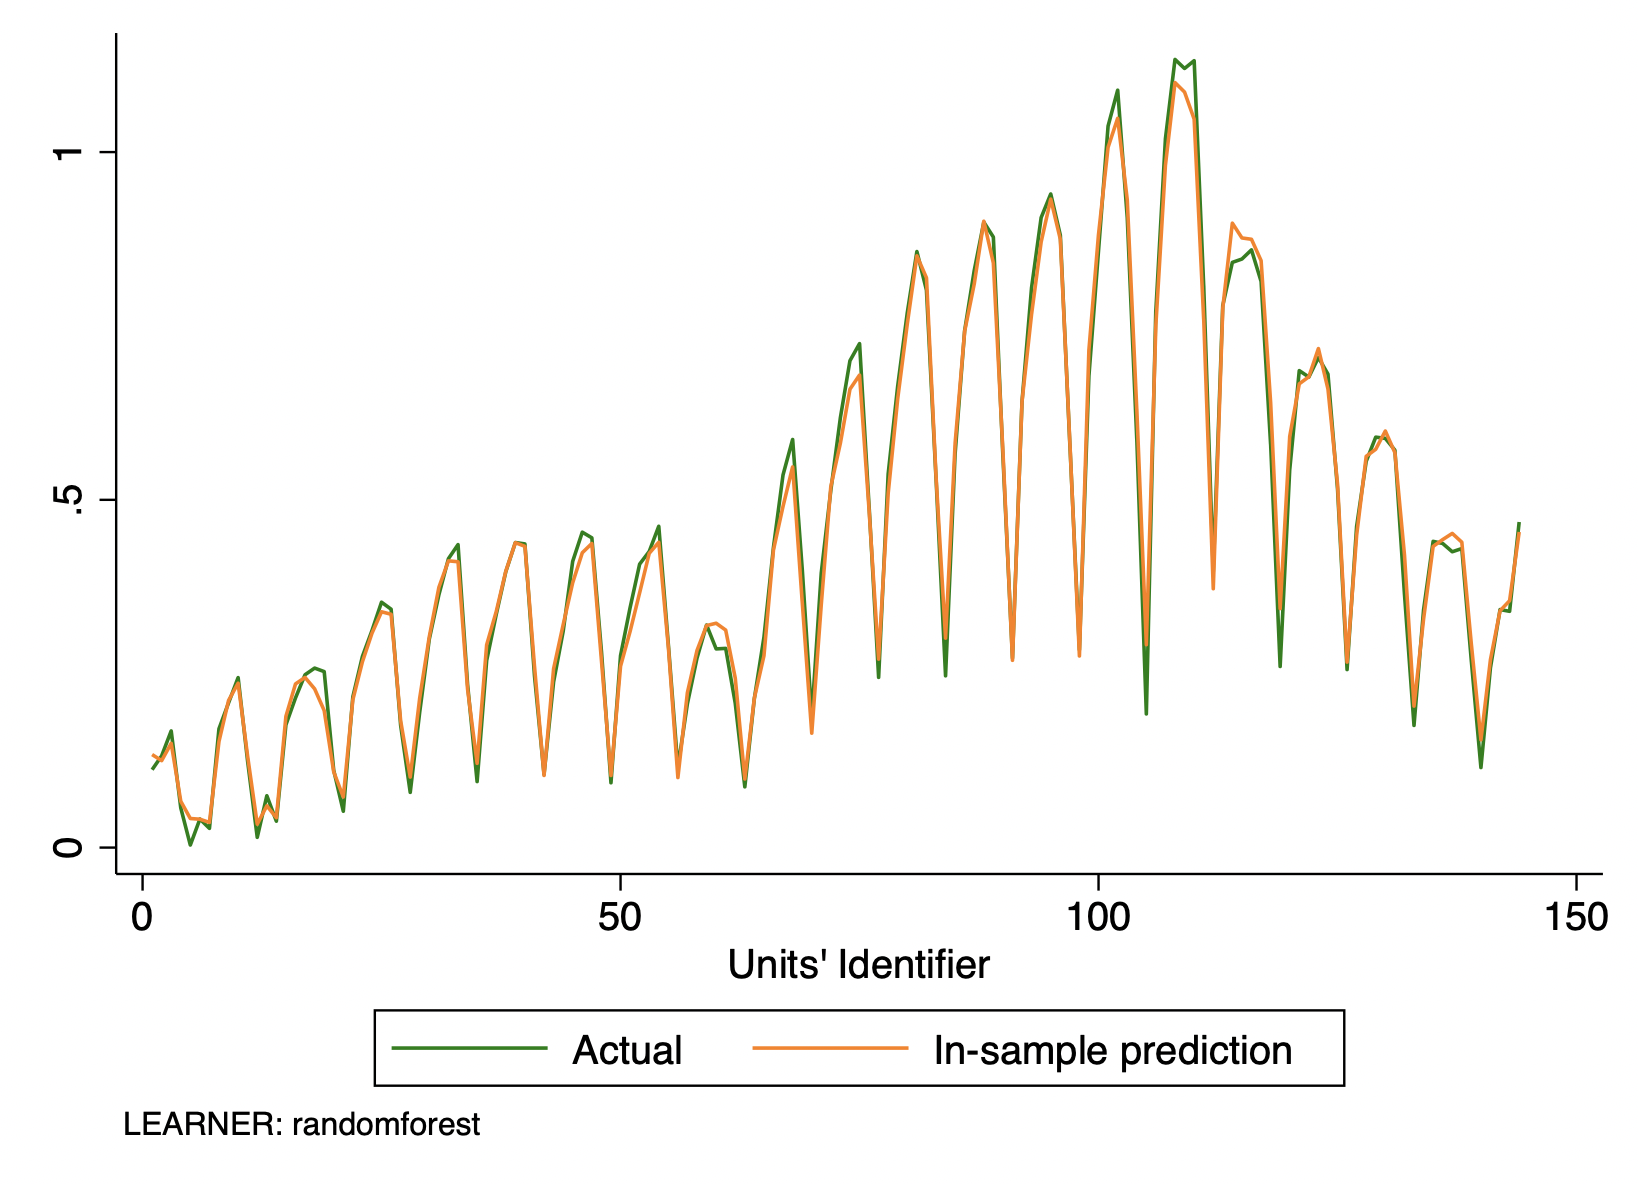 1
.5
0
0 50 100 150
Units' Identifier
Actual In-sample prediction
LEARNER: randomforest